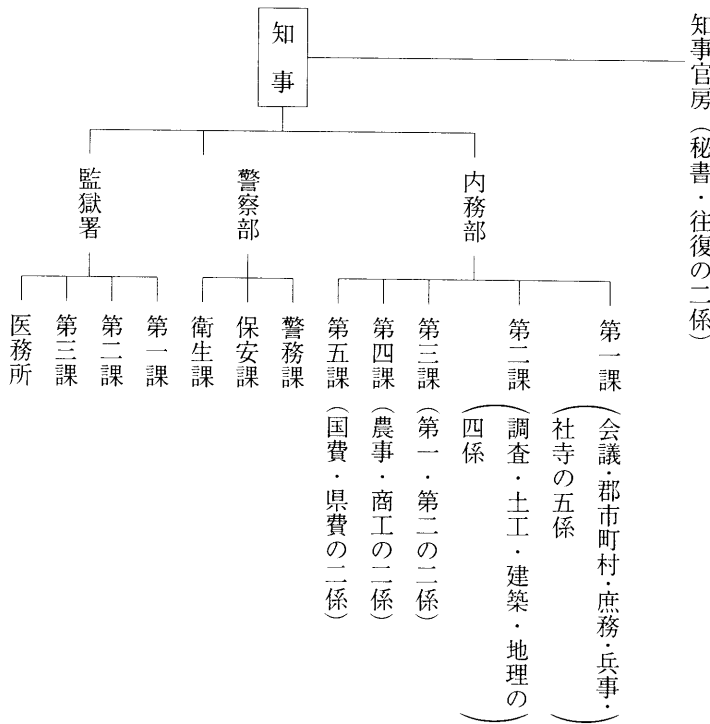 知事官房（秘書・往復の二係）
知事
内務部
第一課（会議・郡市町村・庶務・兵事・
社寺の五係）
第二課（調査・土工・建築・地理の
四係）
第三課（第一・第二の二係）
第四課（農事・商工の二係）
第五課（国費・県費の二係）
警察部
警務課
保安課
衛生課
監獄署
第一課
第二課
第三課
医務所